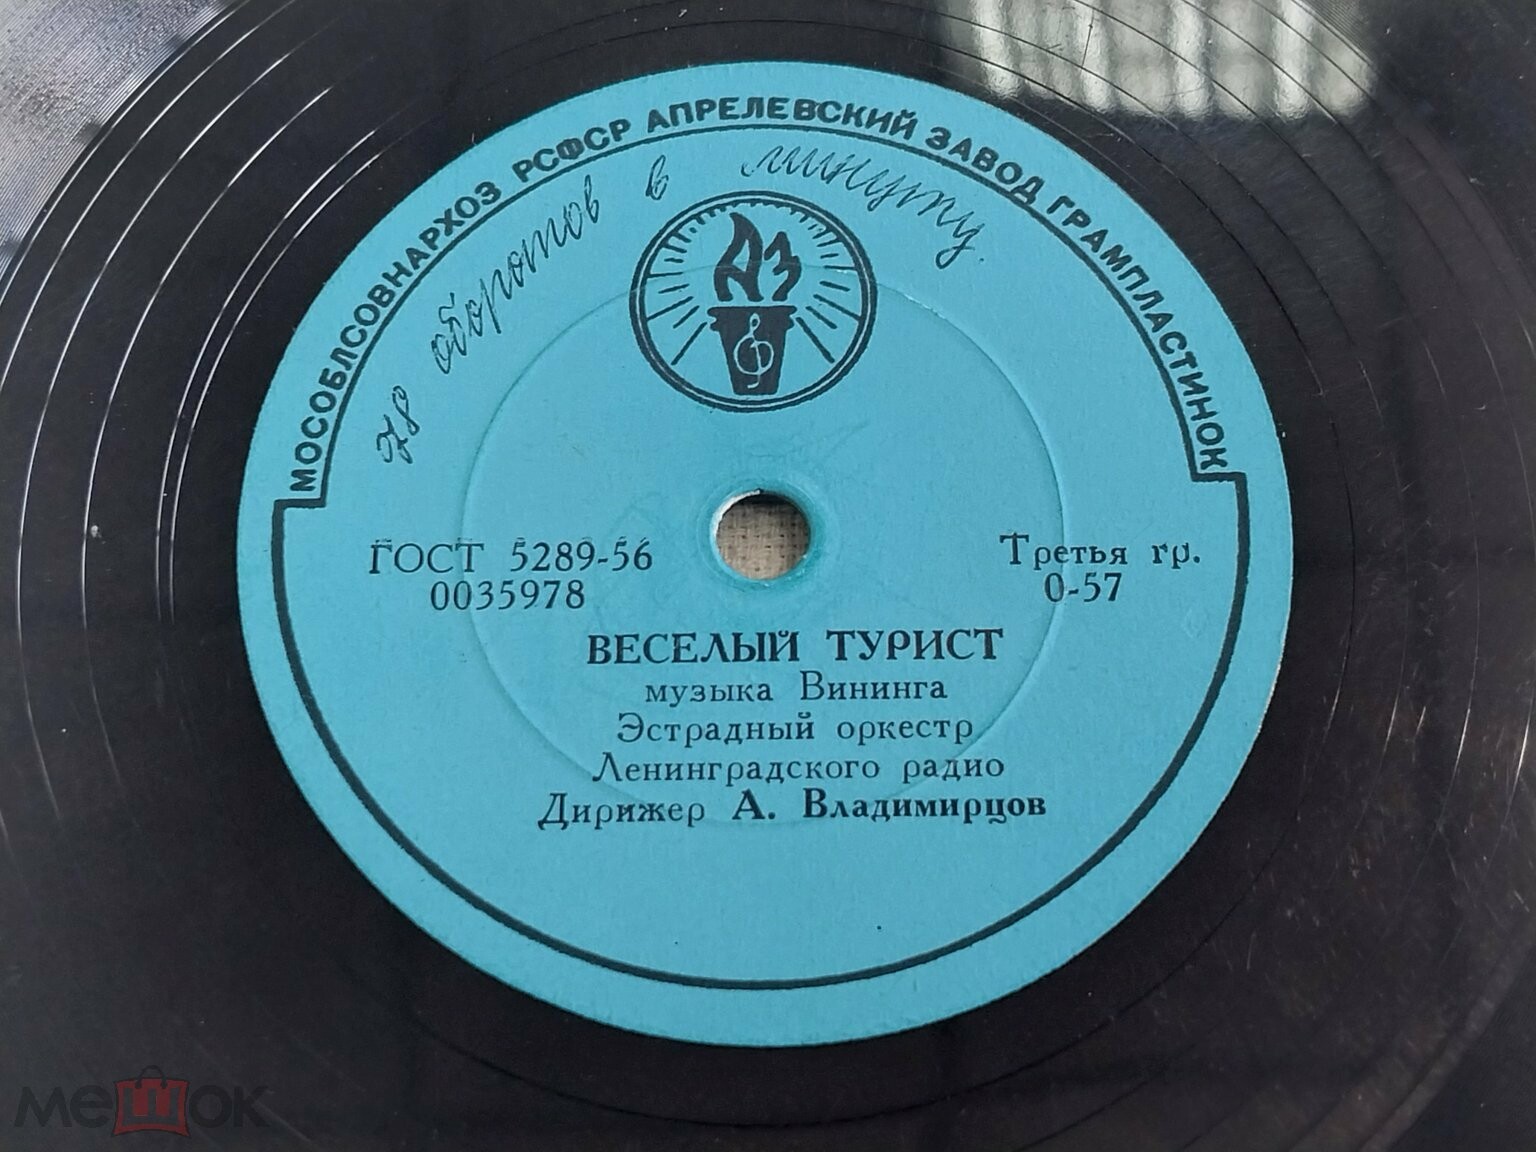 МОСОБЛСОВНАРХОЗ РСФСР АПРЕЛЕВСКИЙ ЗАВОД ГРАМПЛАСТИНОК
78 оборотов в минуту.
АЗ
ГОСТ 5289-56
0035978
Третья гр.
0-57
ВЕСЕЛЫЙ ТУРИСТ
музыка Вининга
Эстрадный оркестр
Ленинградского радио
Дирижер А. Владимирцов
мешок